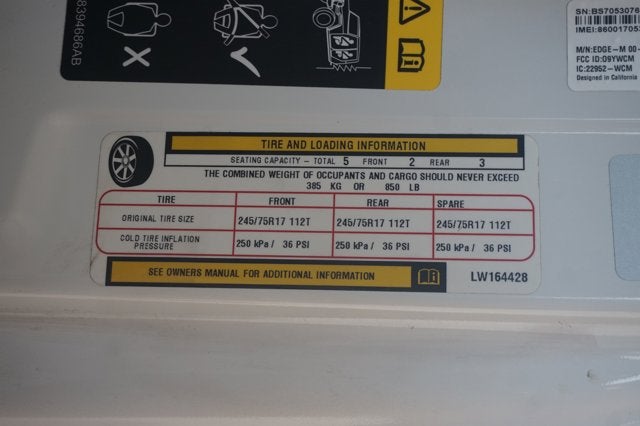 68394686AB
SN:BS7053076
IMEI:86001705
M/N:EDGE-M 00-
FCC ID:O9YWCM
IC:22952-WCM
Designed in California
TIRE AND LOADING INFORMATION
SEATING CAPACITY - TOTAL 5 FRONT 2 REAR 3
THE COMBINED WEIGHT OF OCCUPANTS AND CARGO SHOULD NEVER EXCEED
385 KG OR 850 LB
TIRE FRONT REAR SPARE
ORIGINAL TIRE SIZE 245/75R17 112T 245/75R17 112T 245/75R17 112T
COLD TIRE INFLATION PRESSURE 250 kPa / 36 PSI 250 kPa / 36 PSI 250 kPa / 36 PSI
SEE OWNERS MANUAL FOR ADDITIONAL INFORMATION
LW164428